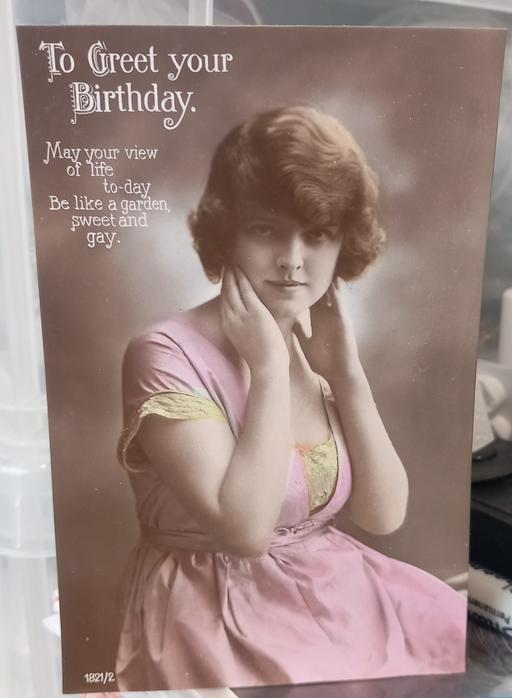 To Greet your
Birthday.
May your view
of life
to-day
Be like a garden,
sweet and
gay.
1821/2
Permanent